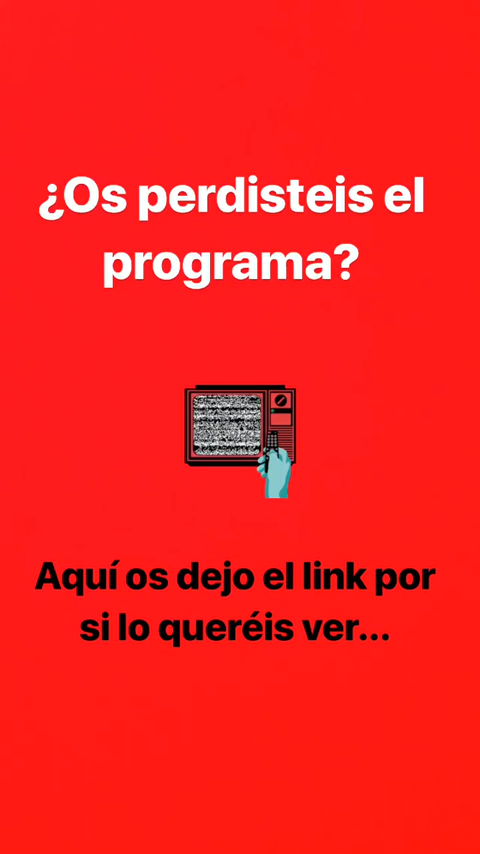 ¿Os perdisteis el
programa?
Aquí os dejo el link por
si lo queréis ver...